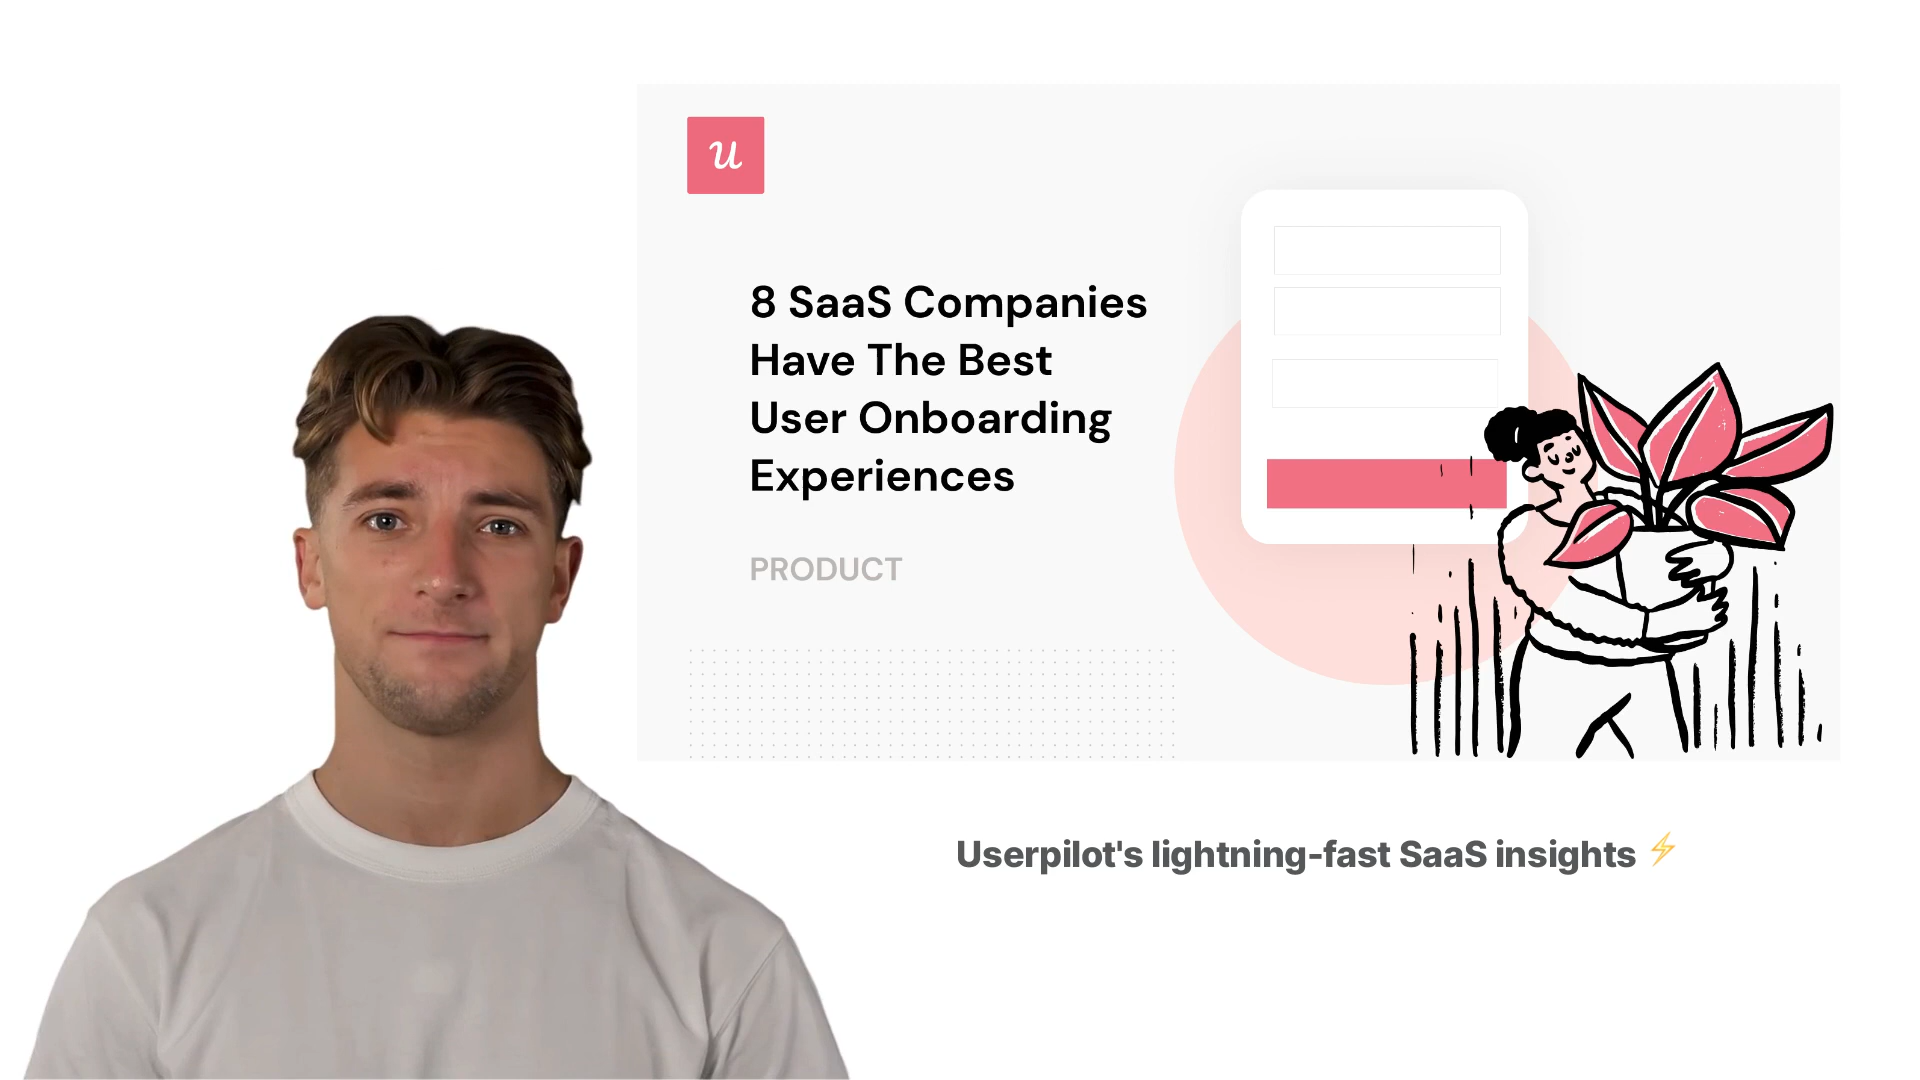 u
8 SaaS Companies
Have The Best
User Onboarding
Experiences
PRODUCT
Userpilot's lightning-fast SaaS insights ⚡